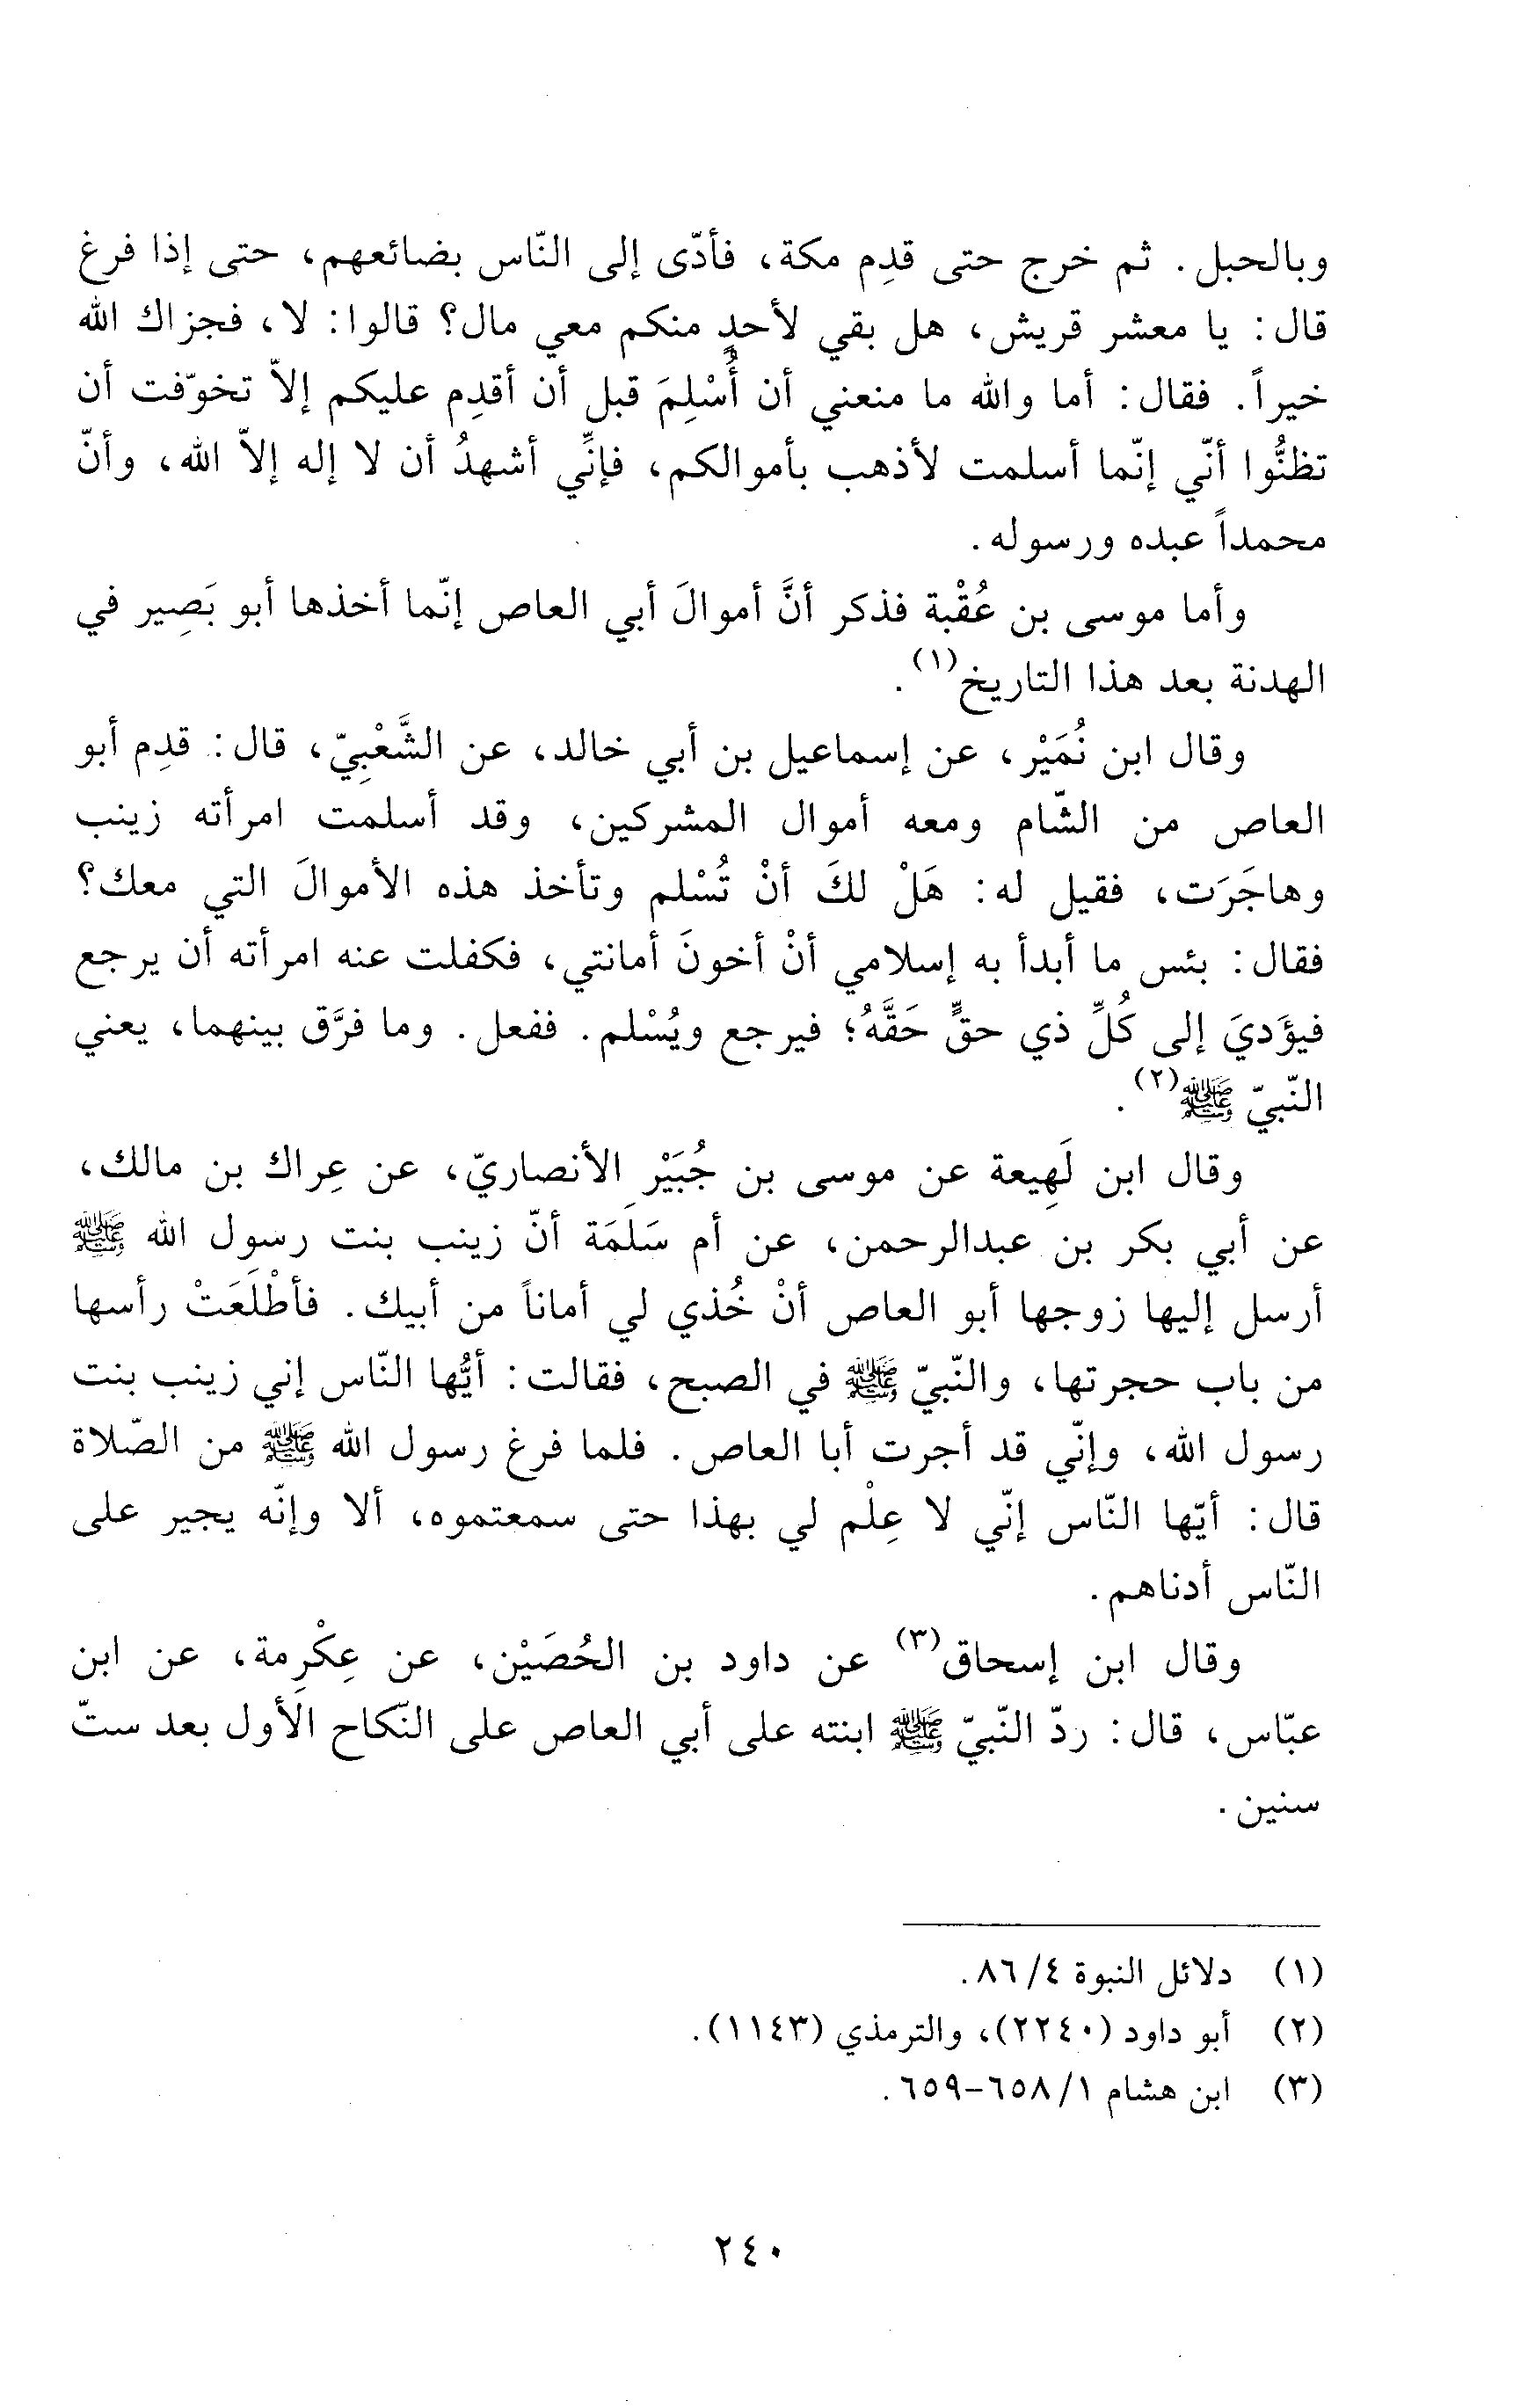 وبالحبل. ثم خرج حتى قدِم مكة، فأدّى إلى النّاس بضائعهم، حتى إذا فرغ
قال: يا معشر قريش، هل بقي لأحدٍ منكم معي مال؟ قالوا: لا، فجزاك الله
خيراً. فقال: أما والله ما منعني أن أُسْلِمَ قبل أن أقدِم عليكم إلاّ تخوّفت أن
تظنُّوا أنّي إنّما أسلمت لأذهب بأموالكم، فإنِّي أشهدُ أن لا إله إلاّ الله، وأنّ
محمداً عبده ورسوله.
وأما موسى بن عُقْبة فذكر أنَّ أموالَ أبي العاص إنّما أخذها أبو بَصِير في
الهدنة بعد هذا التاريخ(١).
وقال ابن نُمَيْر، عن إسماعيل بن أبي خالد، عن الشَّعْبِيّ، قال: قدِم أبو
العاص من الشّام ومعه أموال المشركين، وقد أسلمت امرأته زينب
وهاجَرَت، فقيل له: هَلْ لكَ أنْ تُسْلم وتأخذ هذه الأموالَ التي معك؟
فقال: بئس ما أبدأ به إسلامي أنْ أخونَ أمانتي، فكفلت عنه امرأته أن يرجع
فيؤَديَ إلى كُلِّ ذي حقٍّ حَقَّهُ؛ فيرجع ويُسْلم. ففعل. وما فرَّق بينهما، يعني
النّبيّ ﷺ(٢).
وقال ابن لَهِيعة عن موسى بن جُبَيْرِ الأنصاريّ، عن عِراك بن مالك،
عن أبي بكر بن عبدالرحمن، عن أم سَلَمَة أنّ زينب بنت رسول الله ﷺ
أرسل إليها زوجها أبو العاص أنْ خُذي لي أماناً من أبيك. فأطْلَعَتْ رأسها
من باب حجرتها، والنّبيّ ﷺ في الصبح، فقالت: أيُّها النّاس إني زينب بنت
رسول الله، وإنّي قد أجرت أبا العاص. فلما فرغ رسول الله ﷺ من الصّلاة
قال: أيّها النّاس إنّي لا عِلْم لي بهذا حتى سمعتموه، ألا وإنّه يجير على
النّاس أدناهم.
وقال ابن إسحاق(٣) عن داود بن الحُصَيْن، عن عِكْرِمة، عن ابن
عبّاس، قال: ردّ النّبيّ ﷺ ابنته على أبي العاص على النّكاح الأول بعد ستّ
سنين.
(١) دلائل النبوة ٤/ ٨٦.
(٢) أبو داود (٢٢٤٠)، والترمذي (١١٤٣).
(٣) ابن هشام ١/ ٦٥٨-٦٥٩.
٢٤٠